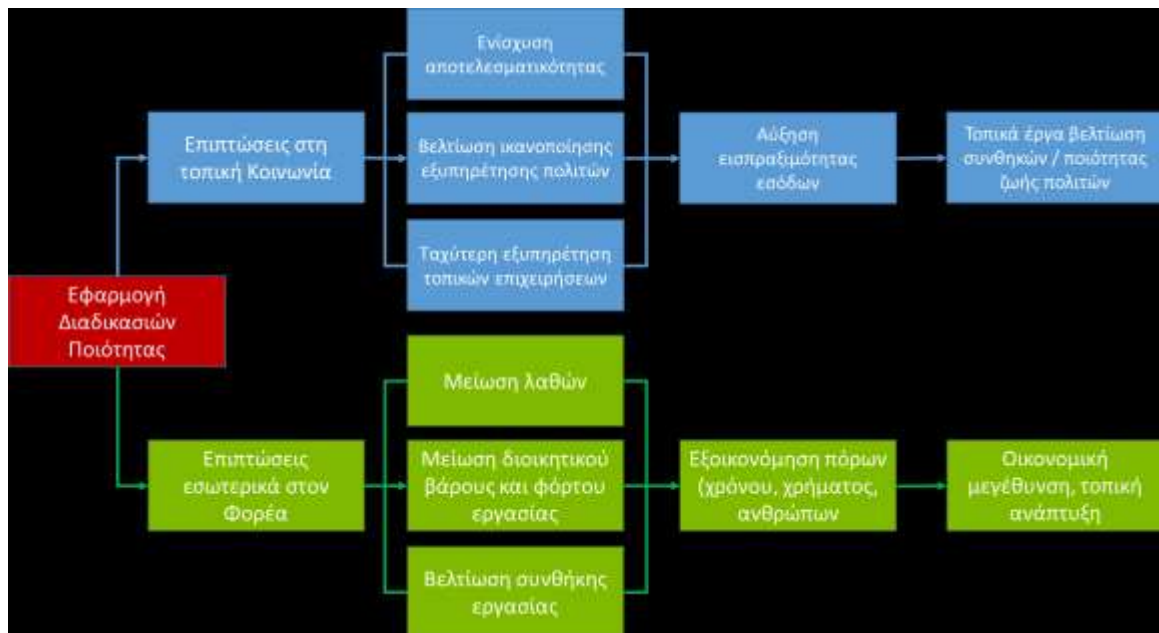 Ενίσχυση
αποτελεσματικότητας
Επιπτώσεις στη
τοπική Κοινωνία
Βελτίωση ικανοποίησης
εξυπηρέτησης πολιτών
Αύξηση
εισπραξιμότητας
εσόδων
Τοπικά έργα βελτίωση
συνθηκών / ποιότητας
ζωής πολιτών
Ταχύτερη εξυπηρέτηση
τοπικών επιχειρήσεων
Εφαρμογή
Διαδικασιών
Ποιότητας
Μείωση λαθών
Επιπτώσεις
εσωτερικά στον
Φορέα
Μείωση διοικητικού
βάρους και φόρτου
εργασίας
Εξοικονόμηση πόρων
(χρόνου, χρήματος,
ανθρώπων
Οικονομική
μεγέθυνση, τοπική
ανάπτυξη
Βελτίωση συνθήκης
εργασίας